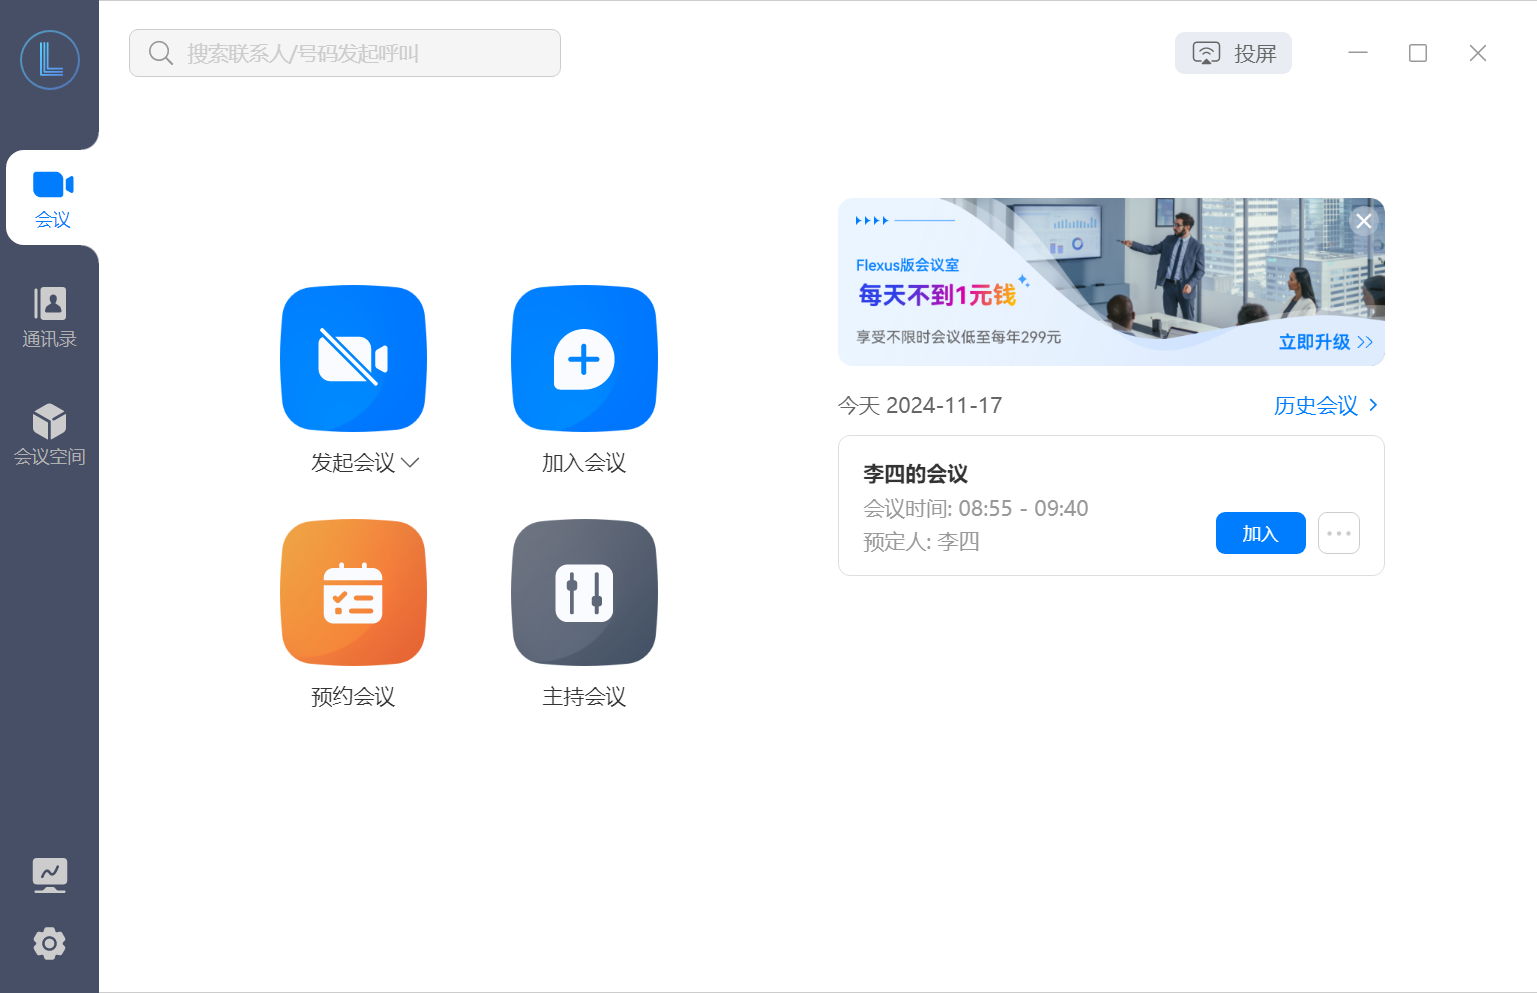 搜索联系人/号码发起呼叫
投屏
会议
通讯录
会议空间
发起会议
加入会议
预约会议
主持会议
Flexus版会议室
每天不到1元钱
享受不限时会议低至每年299元
立即升级
今天 2024-11-17
历史会议
李四的会议
会议时间: 08:55 - 09:40
预定人: 李四
加入